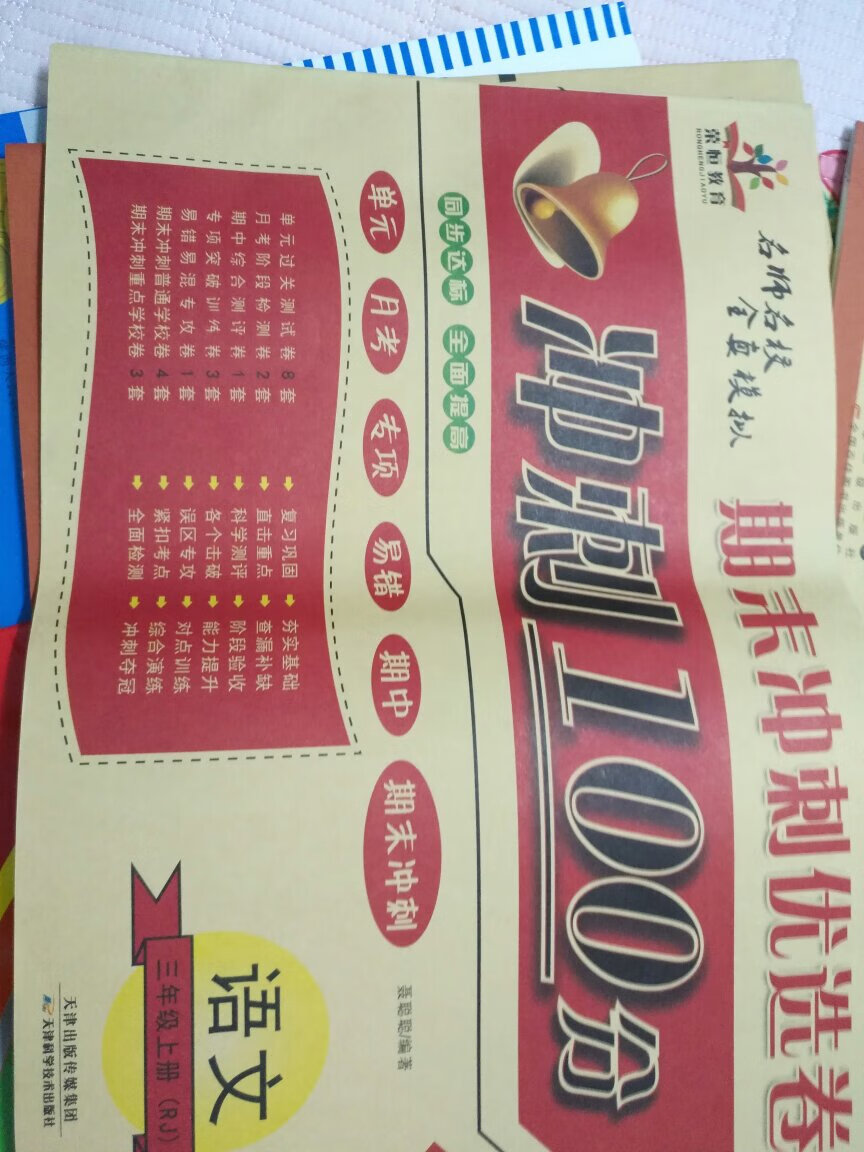 荣恒教育
RONGHENGJIAOYU
名师名校
全真模拟
期末冲刺优选卷
冲刺100分
同步达标 全面提高
单元 月考 专项 易错 期中 期末冲刺
单元过关测试卷8套 复习巩固 夯实基础
月考阶段检测卷2套 直击重点 查漏补缺
期中综合测评卷1套 科学测评 阶段验收
专项突破训练卷3套 各个击破 能力提升
易错易混专攻卷1套 误区专攻 对点训练
期末冲刺普通学校卷4套 紧扣考点 综合演练
期末冲刺重点学校卷3套 全面检测 冲刺夺冠
聂聪聪/编著
语文
三年级上册(RJ)
天津出版传媒集团
天津科学技术出版社